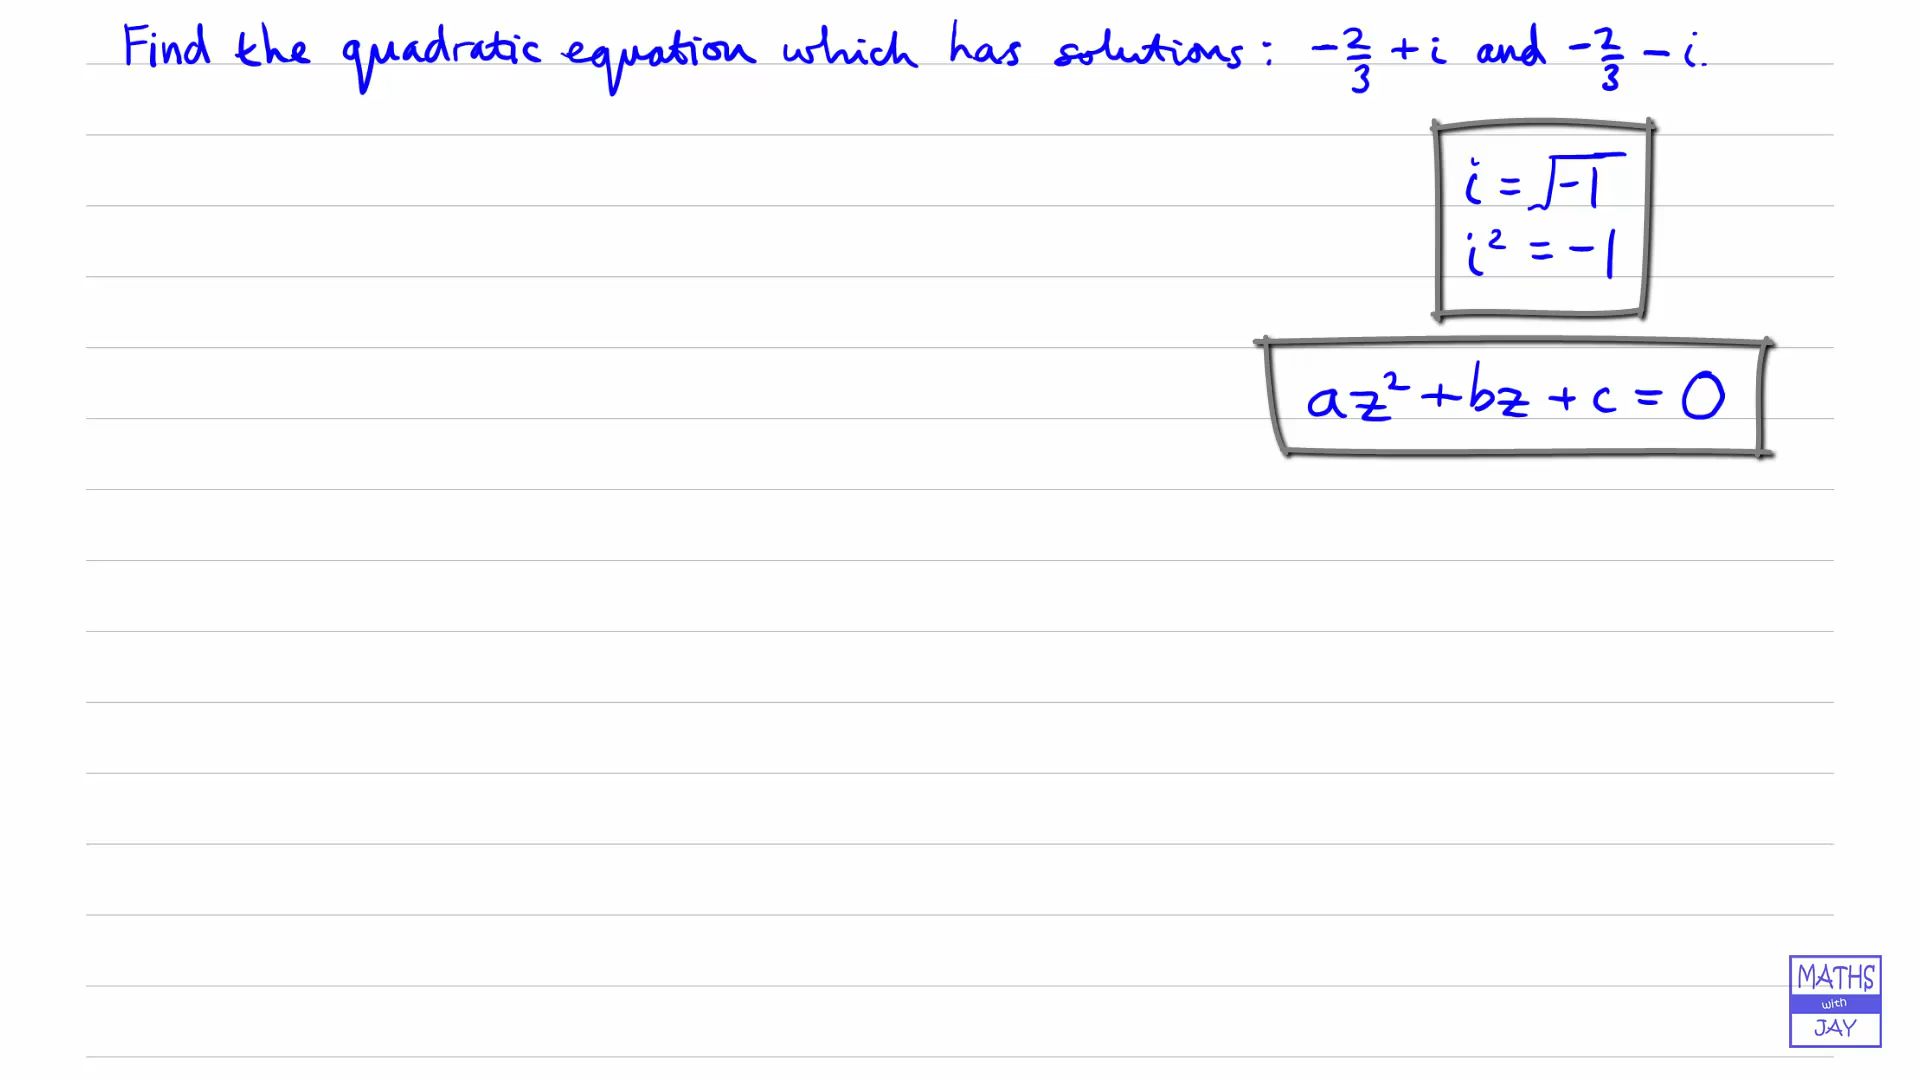 Find the quadratic equation which has solutions: -2/3 + i and -2/3 - i.
i = √-1
i² = -1
az² + bz + c = 0
MATHS
with
JAY